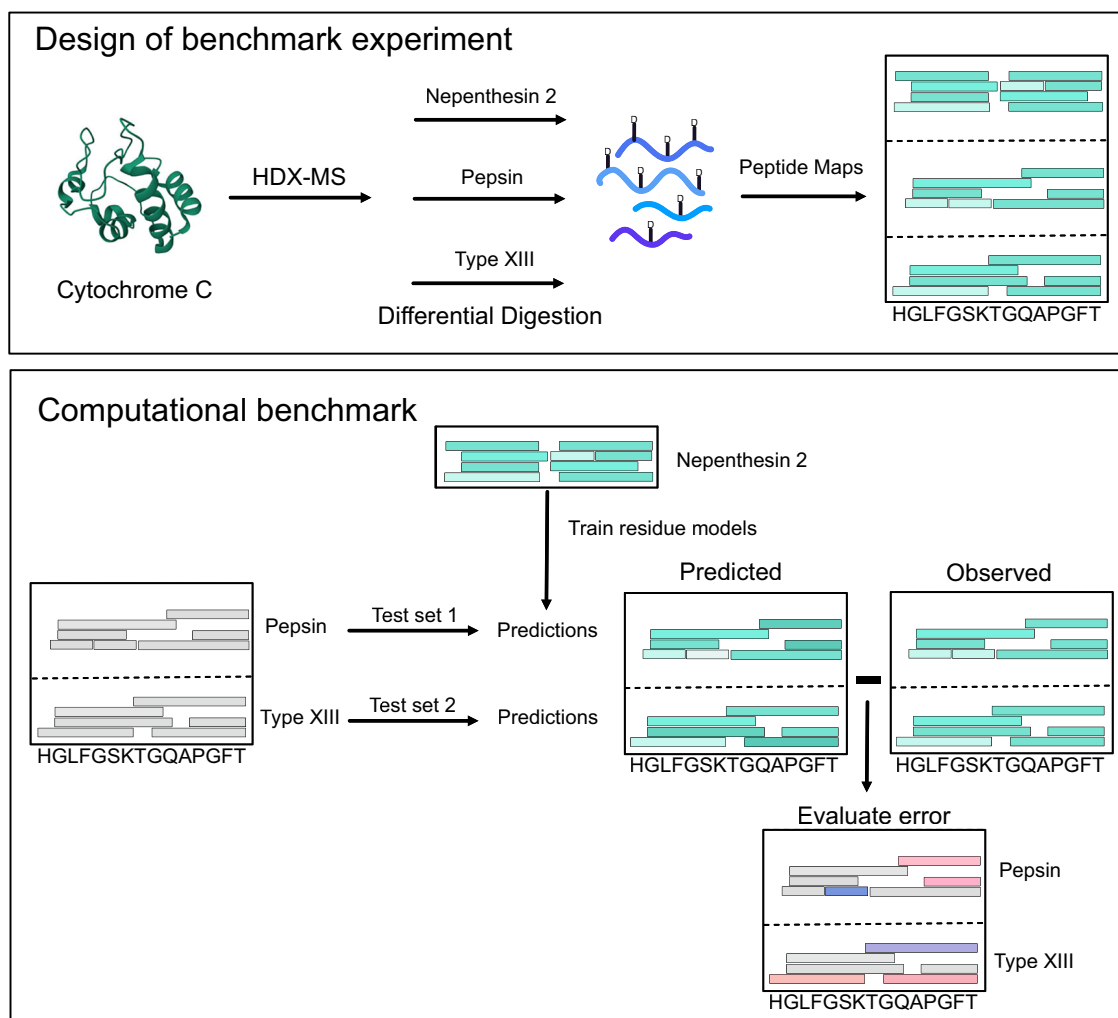 Design of benchmark experiment
Cytochrome C
HDX-MS
Nepenthesin 2
Pepsin
Type XIII
Differential Digestion
D
D
D
D
D
D
D
D
Peptide Maps
HGLFGSKTGQAPGFT
Computational benchmark
Nepenthesin 2
Train residue models
Pepsin
Test set 1
Predictions
Type XIII
Test set 2
Predictions
HGLFGSKTGQAPGFT
Predicted
HGLFGSKTGQAPGFT
Observed
HGLFGSKTGQAPGFT
Evaluate error
Pepsin
Type XIII
HGLFGSKTGQAPGFT